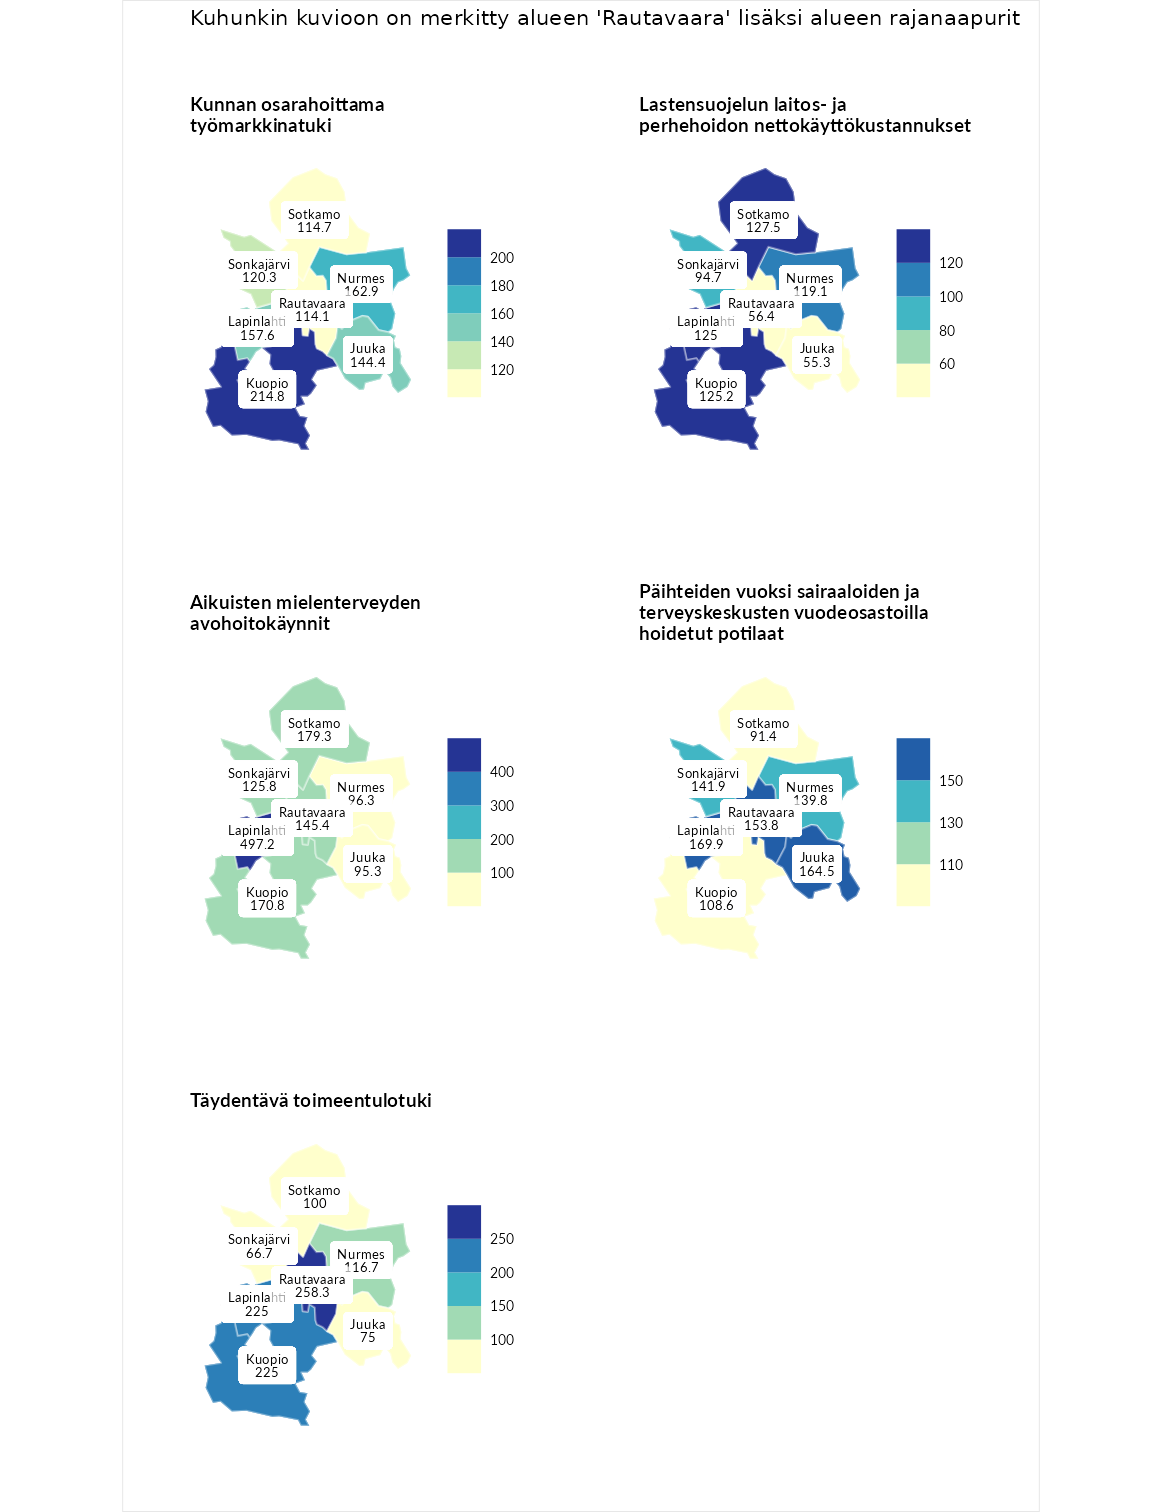 Kuhunkin kuvioon on merkitty alueen 'Rautavaara' lisäksi alueen rajanaapurit
Kunnan osarahoittama
työmarkkinatuki
Sotkamo
114.7
Sonkajärvi
120.3
Nurmes
162.9
Rautavaara
114.1
Lapinlahti
157.6
Juuka
144.4
Kuopio
214.8
200
180
160
140
120
Lastensuojelun laitos- ja
perhehoidon nettokäyttökustannukset
Sotkamo
127.5
Sonkajärvi
94.7
Nurmes
119.1
Rautavaara
56.4
Lapinlahti
125
Juuka
55.3
Kuopio
125.2
120
100
80
60
Aikuisten mielenterveyden
avohoitokäynnit
Sotkamo
179.3
Sonkajärvi
125.8
Nurmes
96.3
Rautavaara
145.4
Lapinlahti
497.2
Juuka
95.3
Kuopio
170.8
400
300
200
100
Päihteiden vuoksi sairaaloiden ja
terveyskeskusten vuodeosastoilla
hoidetut potilaat
Sotkamo
91.4
Sonkajärvi
141.9
Nurmes
139.8
Rautavaara
153.8
Lapinlahti
169.9
Juuka
164.5
Kuopio
108.6
150
130
110
Täydentävä toimeentulotuki
Sotkamo
100
Sonkajärvi
66.7
Nurmes
116.7
Rautavaara
258.3
Lapinlahti
225
Juuka
75
Kuopio
225
250
200
150
100